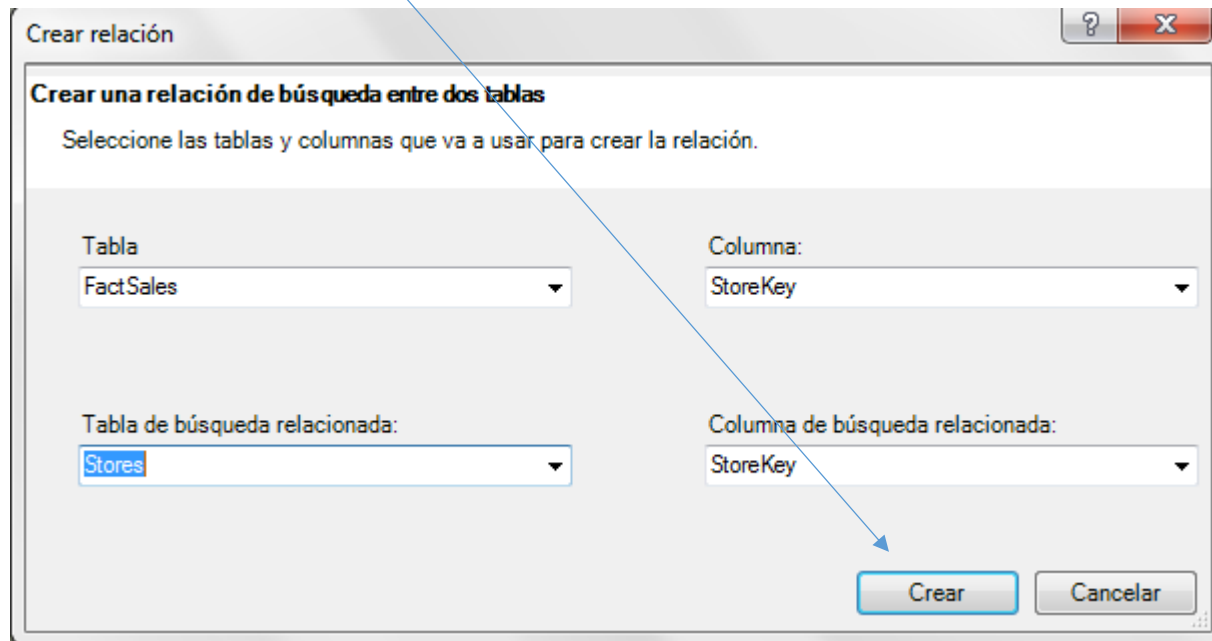 Crear relación
Crear una relación de búsqueda entre dos tablas
Seleccione las tablas y columnas que va a usar para crear la relación.
Tabla
Columna:
FactSales
StoreKey
Tabla de búsqueda relacionada:
Columna de búsqueda relacionada:
Stores
StoreKey
Crear
Cancelar